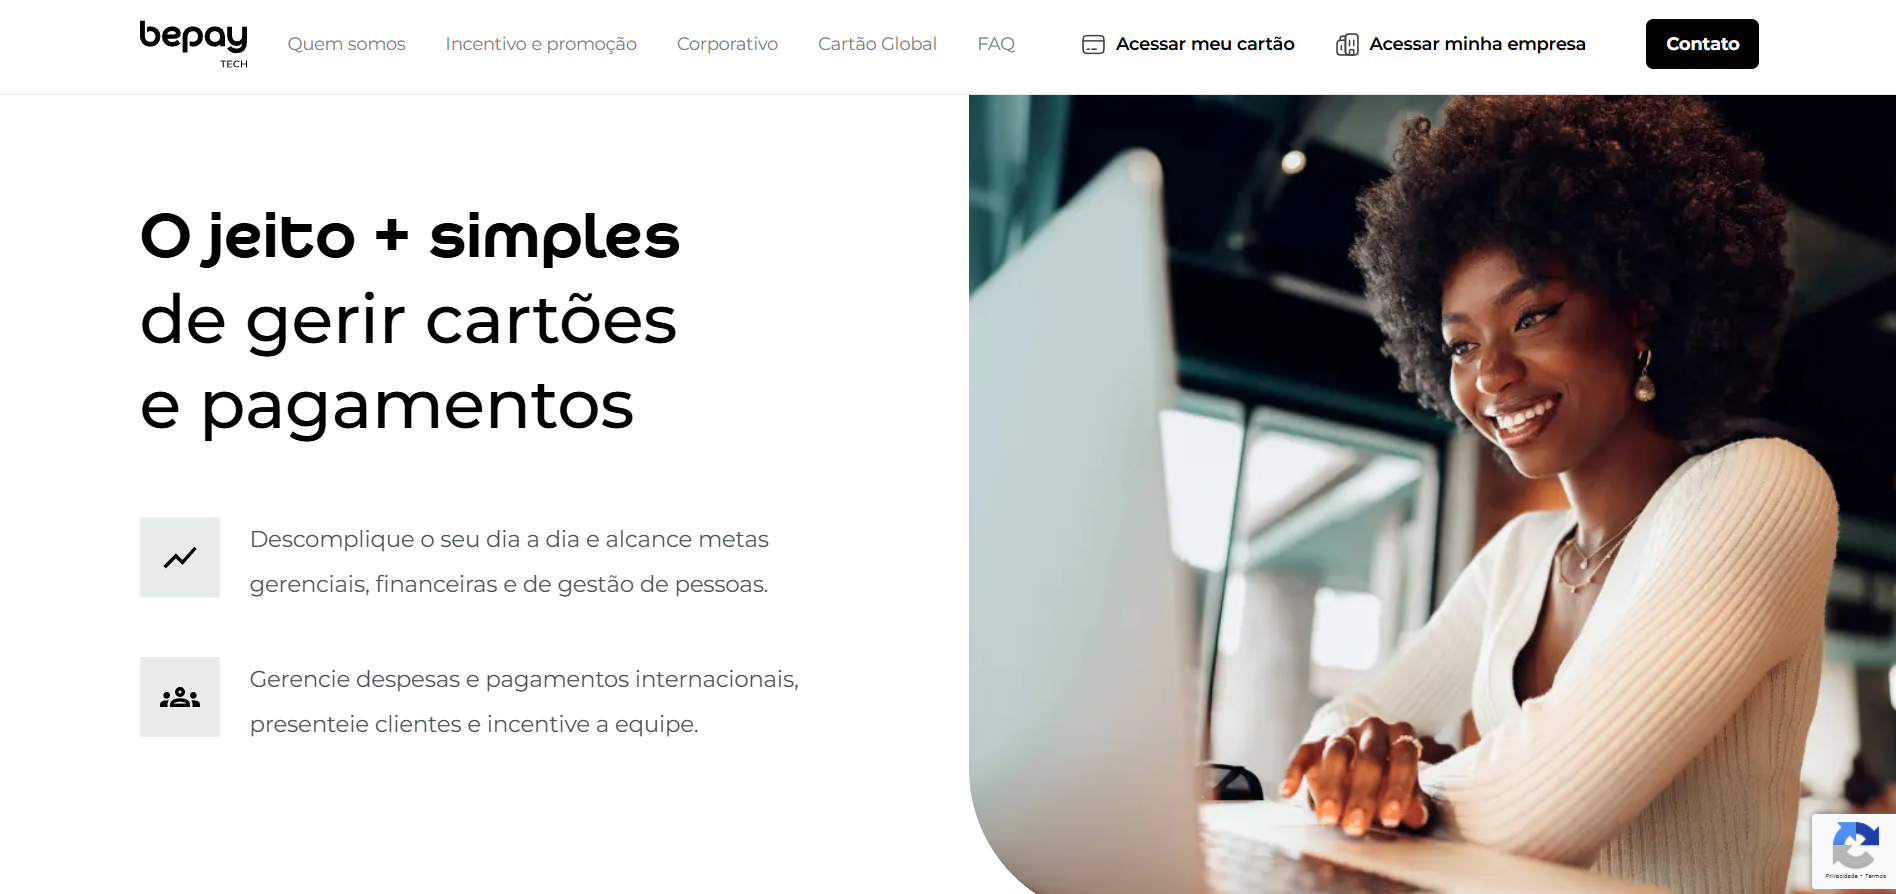 bepay
TECH
Quem somos
Incentivo e promoção
Corporativo
Cartão Global
FAQ
Acessar meu cartão
Acessar minha empresa
Contato
O jeito + simples
de gerir cartões
e pagamentos
Descomplique o seu dia a dia e alcance metas
gerenciais, financeiras e de gestão de pessoas.
Gerencie despesas e pagamentos internacionais,
presenteie clientes e incentive a equipe.
Privacidade • Termos